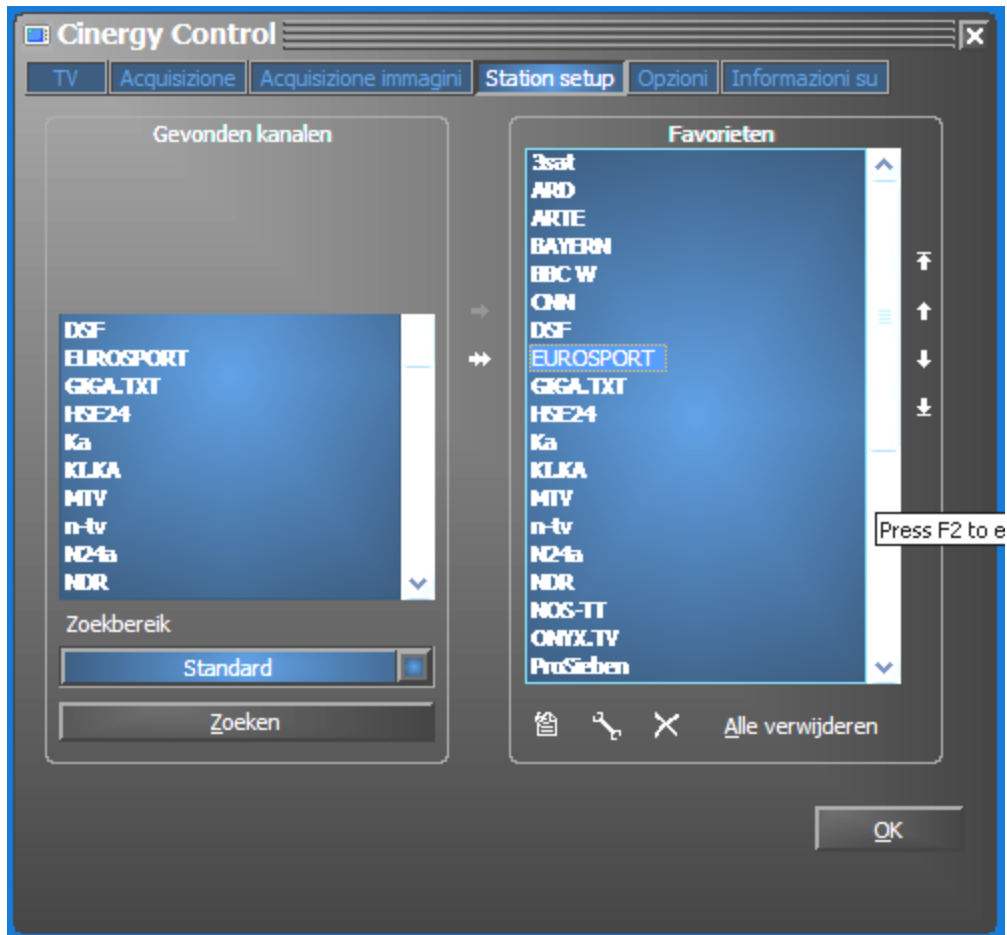 Cinergy Control
TV Acquisizione Acquisizione immagini Station setup Opzioni Informazioni su
Gevonden kanalen
DSF
EUROSPORT
GIGA.TXT
HSE24
Ka
KI.KA
MTV
n-tv
N24a
NDR
Zoekbereik
Standard
Zoeken
Favorieten
3sat
ARD
ARTE
BAYERN
BBC W
CNN
DSF
EUROSPORT
GIGA.TXT
HSE24
Ka
KI.KA
MTV
n-tv
N24a
NDR
NOS-TT
ONYX.TV
ProSieben
Alle verwijderen
Press F2 to e
OK